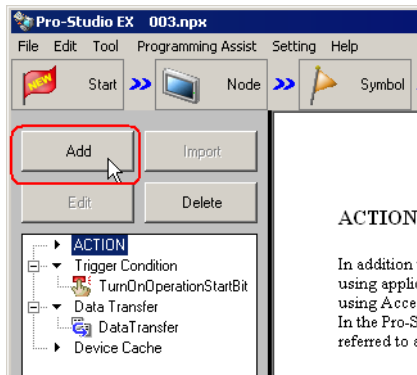 Pro-Studio EX 003.npx
File Edit Tool Programming Assist Setting Help
NEW Start Node Symbol
Add Import
Edit Delete
ACTION
Trigger Condition
TurnOnOperationStartBit
Data Transfer
DataTransfer
Device Cache
ACTION
In addition
using appli
using Acce
In the Pro-S
referred to a